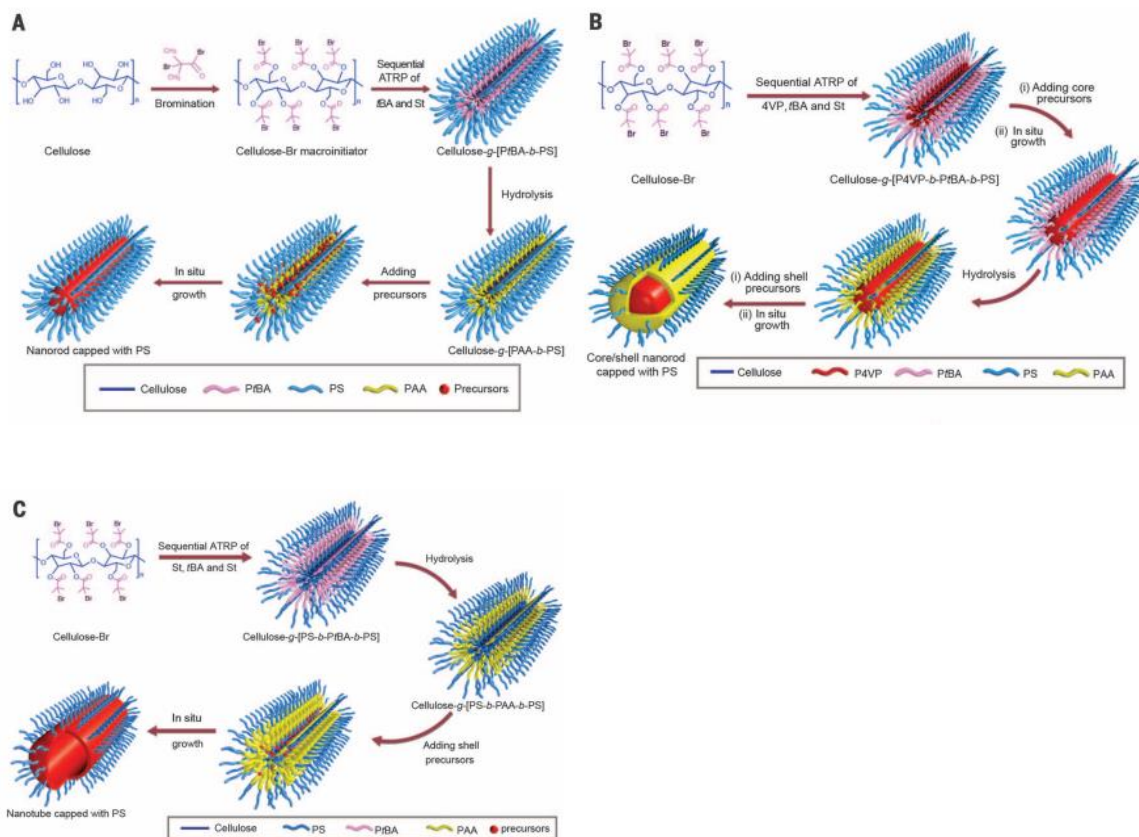 A
Cellulose
CH₃
Br
Br
CH₃
O
Bromination
Cellulose-Br macroinitiator
Sequential
ATRP of
tBA and St
Cellulose-g-[PtBA-b-PS]
Hydrolysis
Cellulose-g-[PAA-b-PS]
Adding
precursors
In situ
growth
Nanorod capped with PS
Cellulose PtBA PS PAA Precursors
B
Cellulose-Br
Sequential ATRP of
4VP, tBA and St
Cellulose-g-[P4VP-b-PtBA-b-PS]
(i) Adding core
precursors
(ii) In situ
growth
Hydrolysis
(i) Adding shell
precursors
(ii) In situ
growth
Core/shell nanorod
capped with PS
Cellulose P4VP PtBA PS PAA
C
Cellulose-Br
Sequential ATRP of
St, tBA and St
Cellulose-g-[PS-b-PtBA-b-PS]
Hydrolysis
Cellulose-g-[PS-b-PAA-b-PS]
Adding shell
precursors
In situ
growth
Nanotube capped with PS
Cellulose PS PtBA PAA precursors